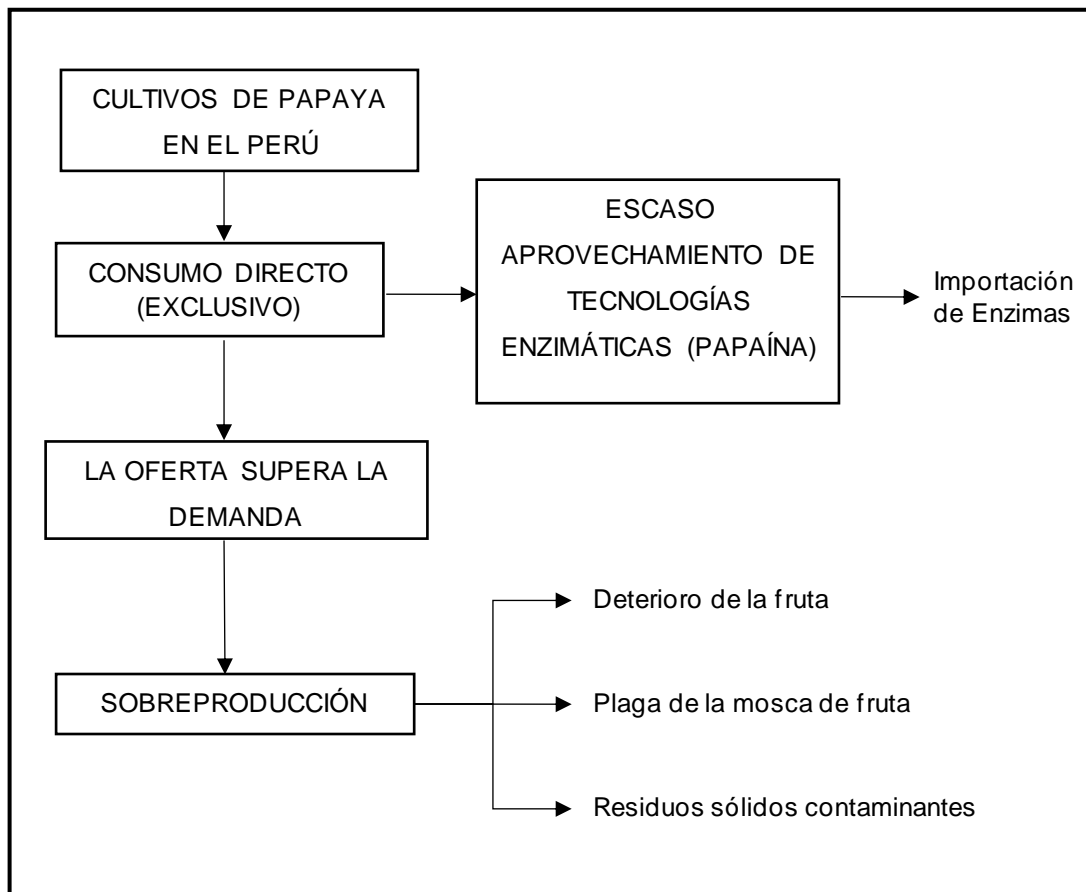 CULTIVOS DE PAPAYA
EN EL PERÚ
CONSUMO DIRECTO
(EXCLUSIVO)
ESCASO
APROVECHAMIENTO DE
TECNOLOGÍAS
ENZIMÁTICAS (PAPAÍNA)
Importación
de Enzimas
LA OFERTA SUPERA LA
DEMANDA
SOBREPRODUCCIÓN
Deterioro de la fruta
Plaga de la mosca de fruta
Residuos sólidos contaminantes